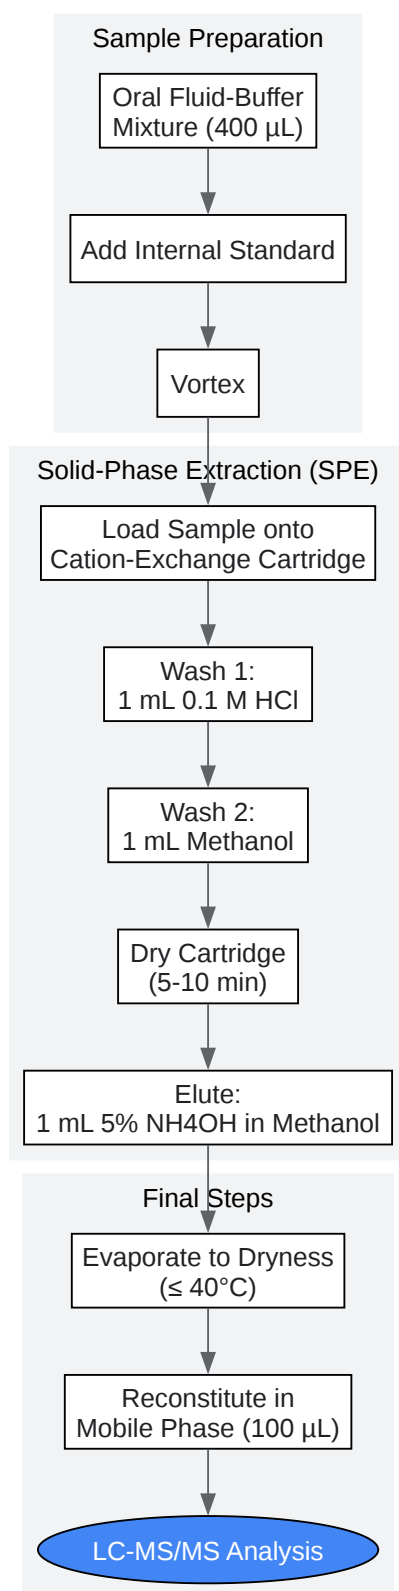 Sample Preparation
Oral Fluid-Buffer
Mixture (400 µL)
Add Internal Standard
Vortex
Solid-Phase Extraction (SPE)
Load Sample onto
Cation-Exchange Cartridge
Wash 1:
1 mL 0.1 M HCl
Wash 2:
1 mL Methanol
Dry Cartridge
(5-10 min)
Elute:
1 mL 5% NH4OH in Methanol
Final Steps
Evaporate to Dryness
(≤ 40°C)
Reconstitute in
Mobile Phase (100 µL)
LC-MS/MS Analysis